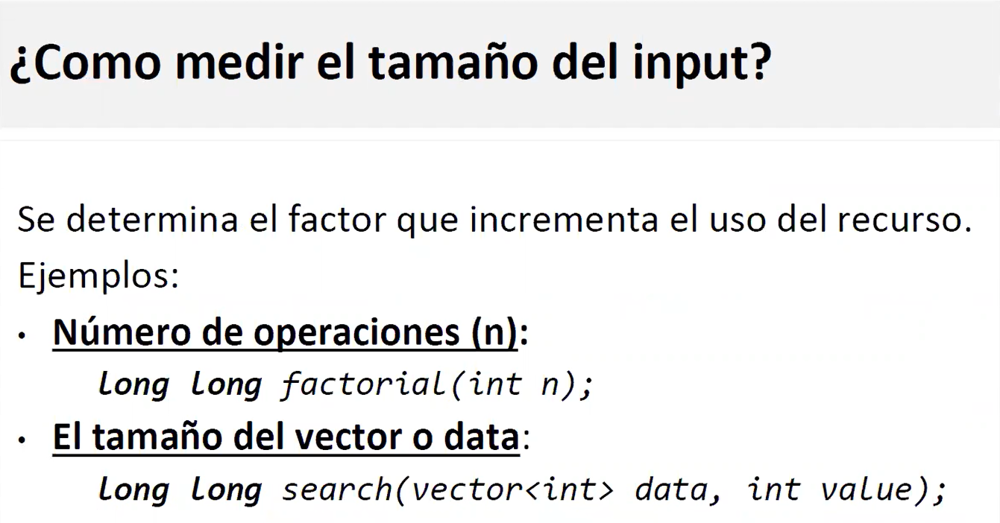 ¿Como medir el tamaño del input?
Se determina el factor que incrementa el uso del recurso.
Ejemplos:
• Número de operaciones (n):
long long factorial(int n);
• El tamaño del vector o data:
long long search(vector<int> data, int value);